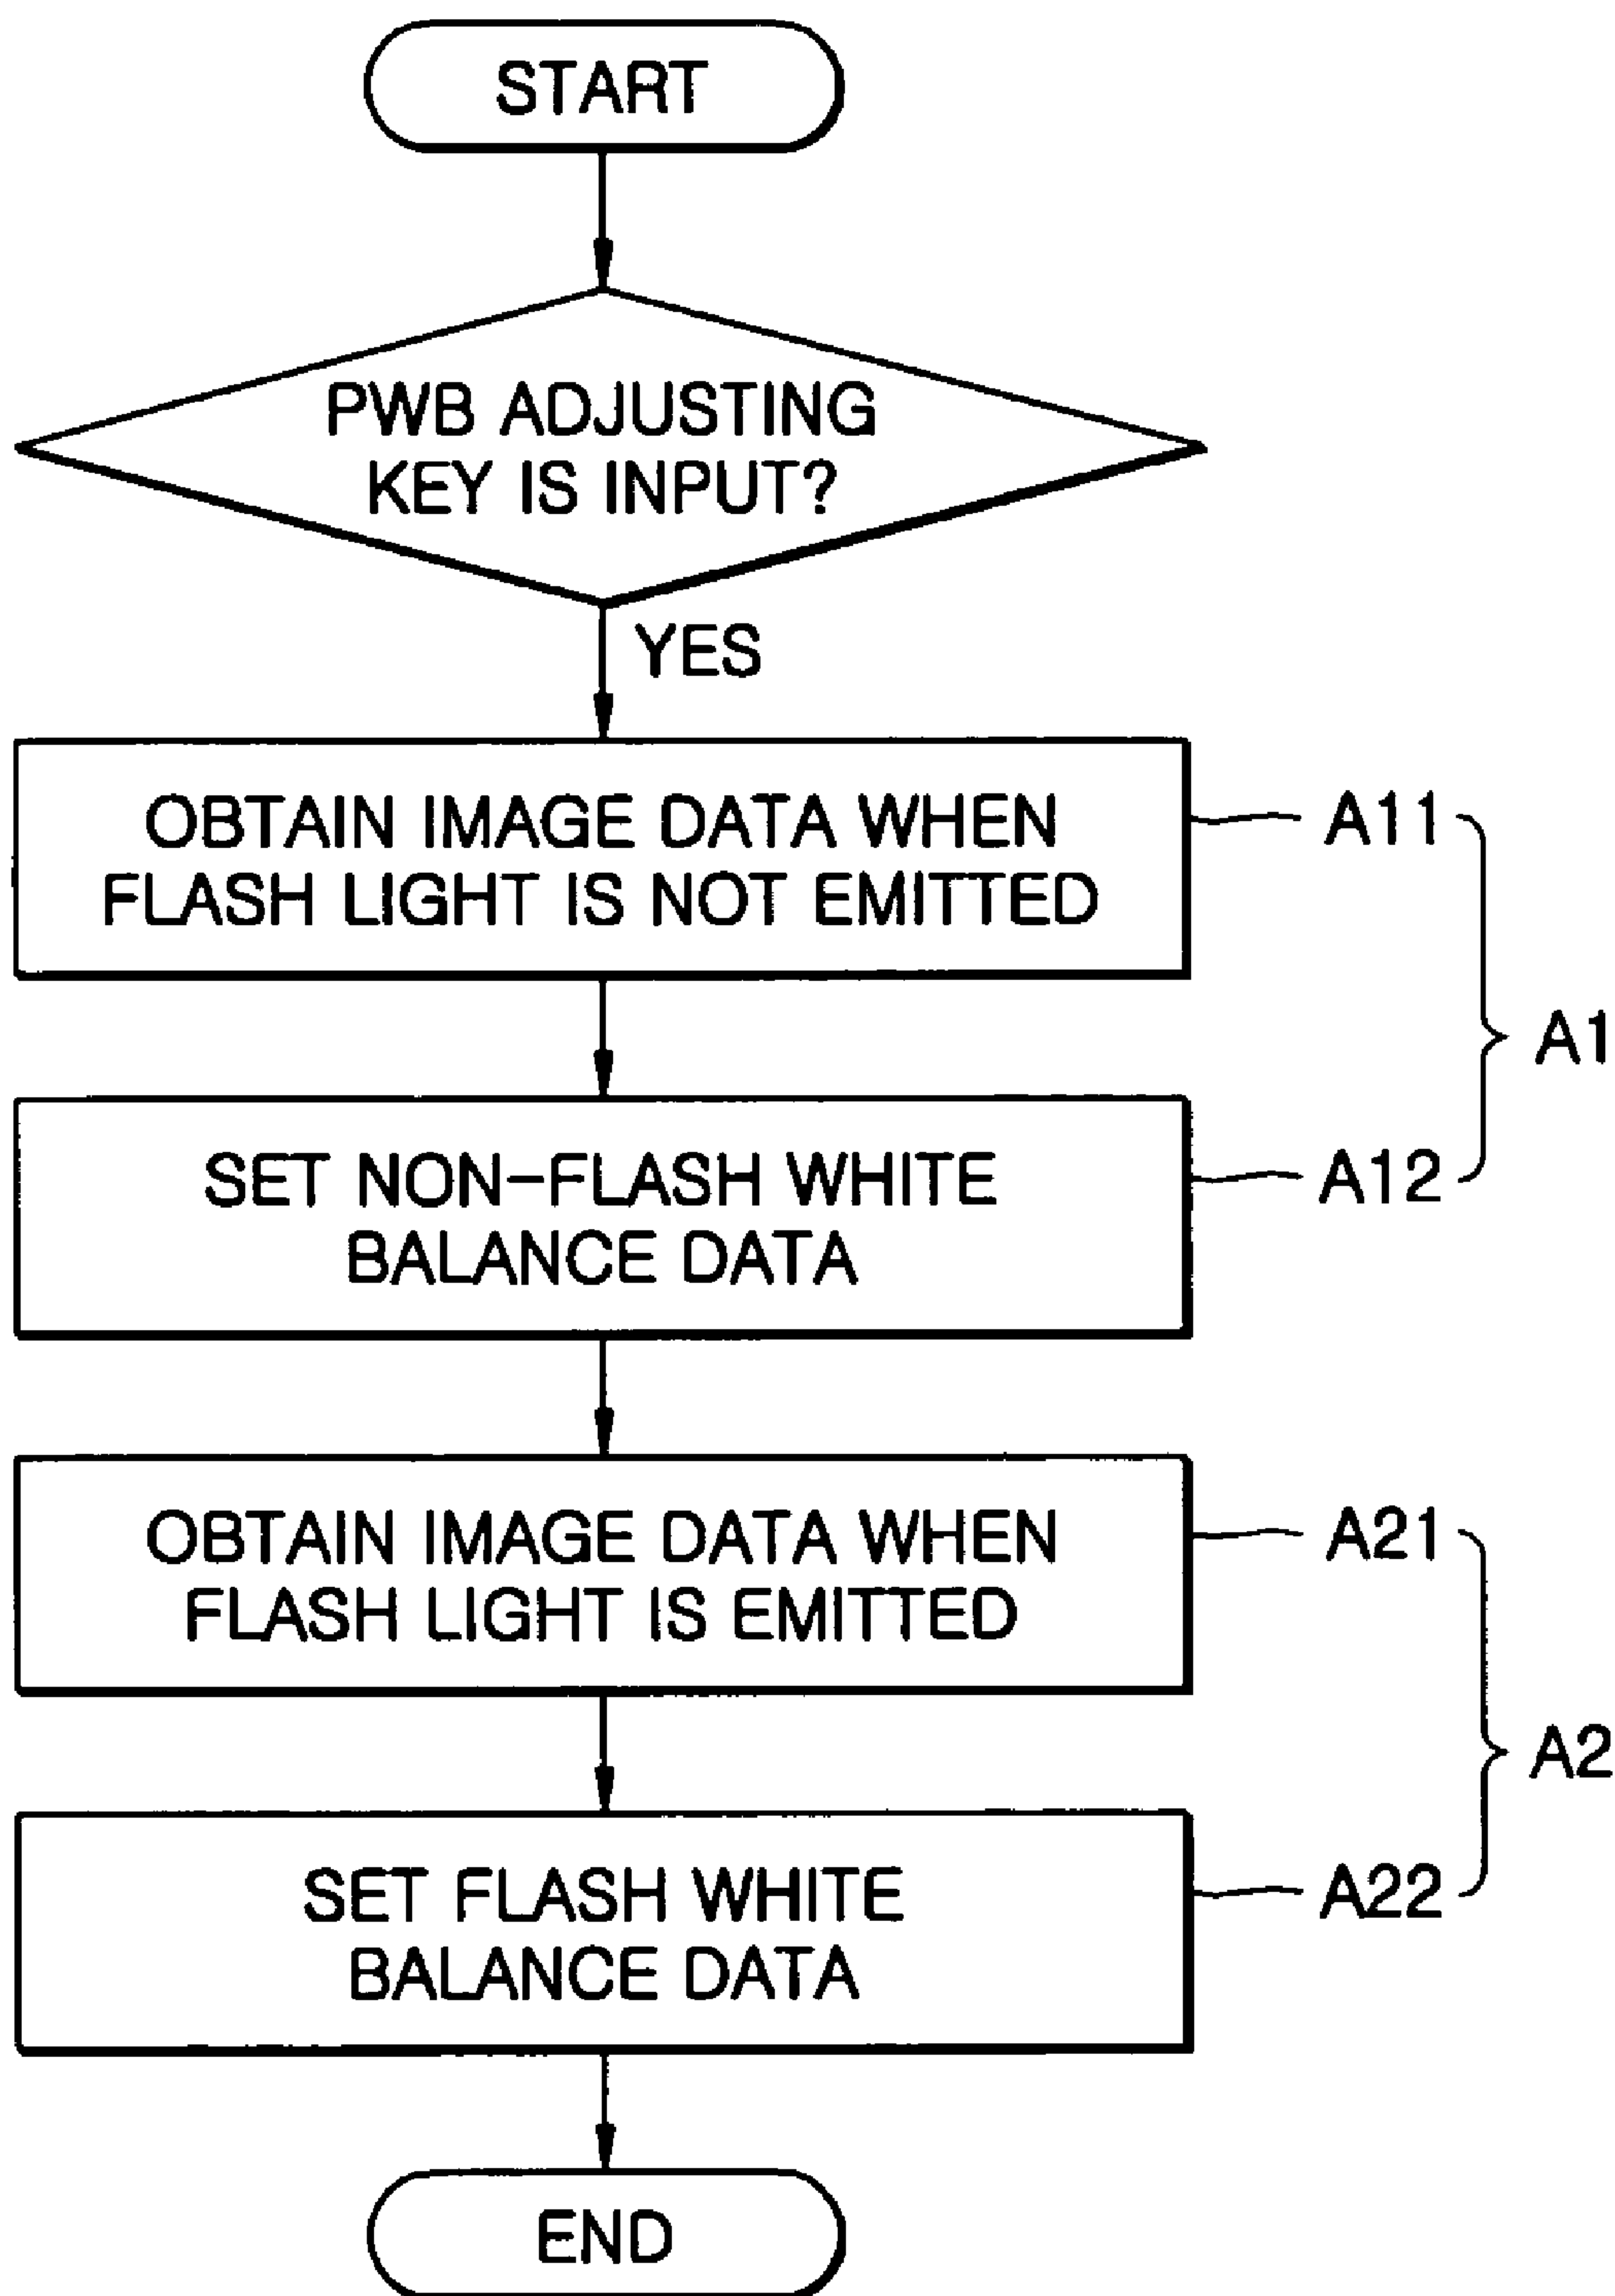 START
PWB ADJUSTING
KEY IS INPUT?
YES
OBTAIN IMAGE DATA WHEN
FLASH LIGHT IS NOT EMITTED
A11
A1
SET NON-FLASH WHITE
BALANCE DATA
A12
OBTAIN IMAGE DATA WHEN
FLASH LIGHT IS EMITTED
A21
A2
SET FLASH WHITE
BALANCE DATA
A22
END